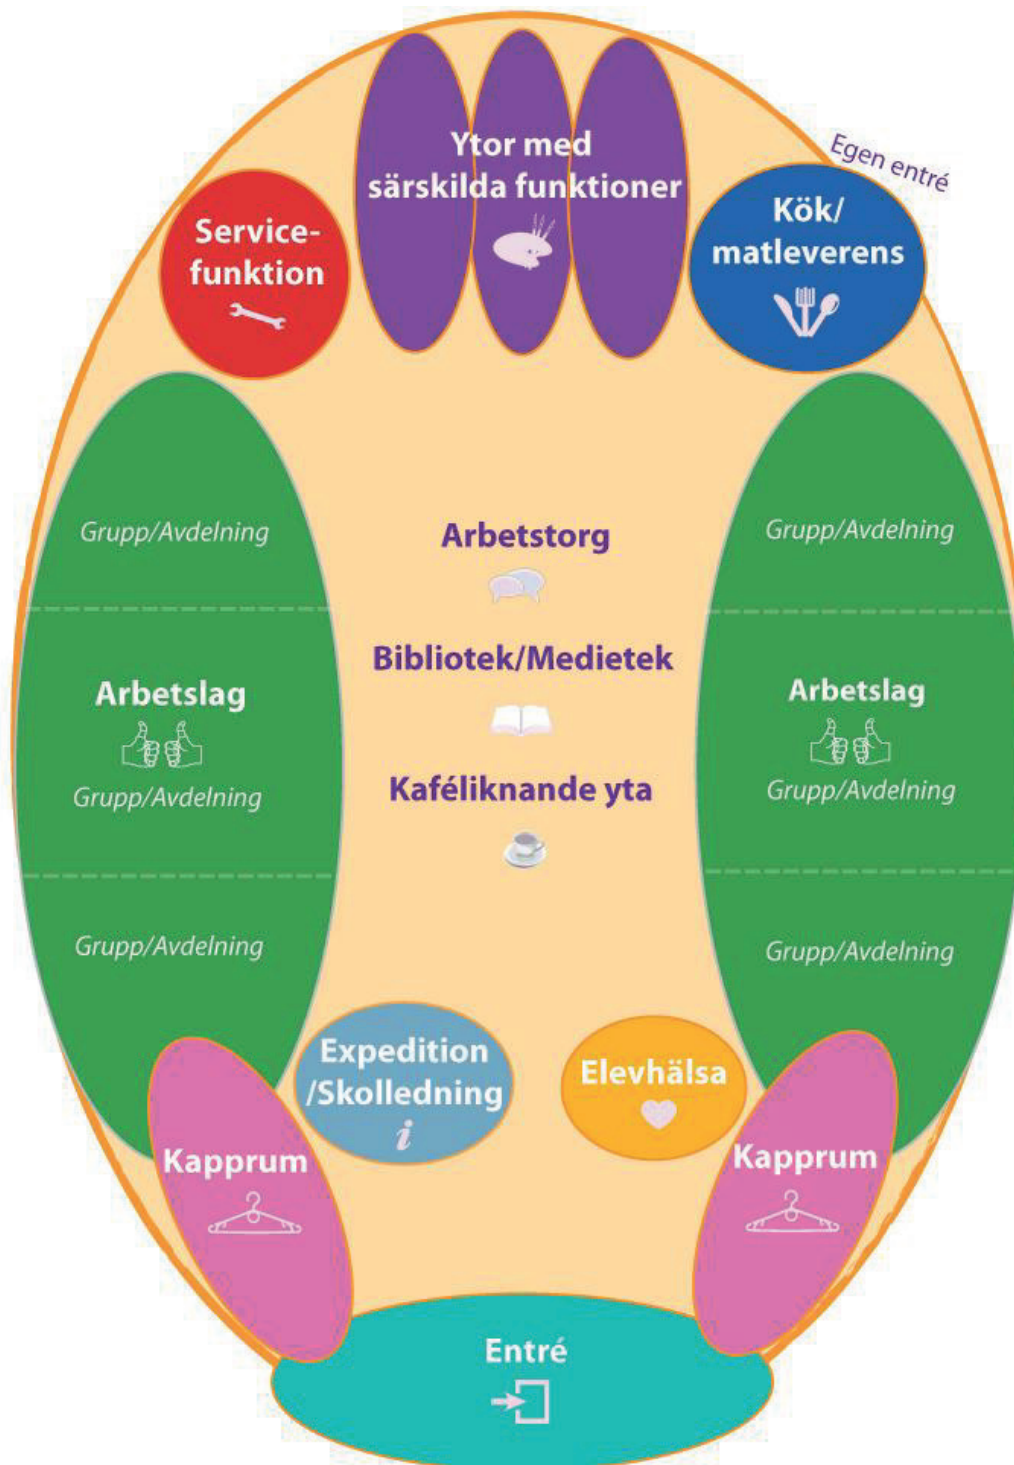 Ytor med
särskilda funktioner
Egen entré
Service-
funktion
Kök/
matleverens
Grupp/Avdelning
Arbetslag
Grupp/Avdelning
Grupp/Avdelning
Arbetstorg
Bibliotek/Medietek
Kaféliknande yta
Grupp/Avdelning
Arbetslag
Grupp/Avdelning
Grupp/Avdelning
Expedition
/Skolledning
i
Elevhälsa
Kapprum
Kapprum
Entré